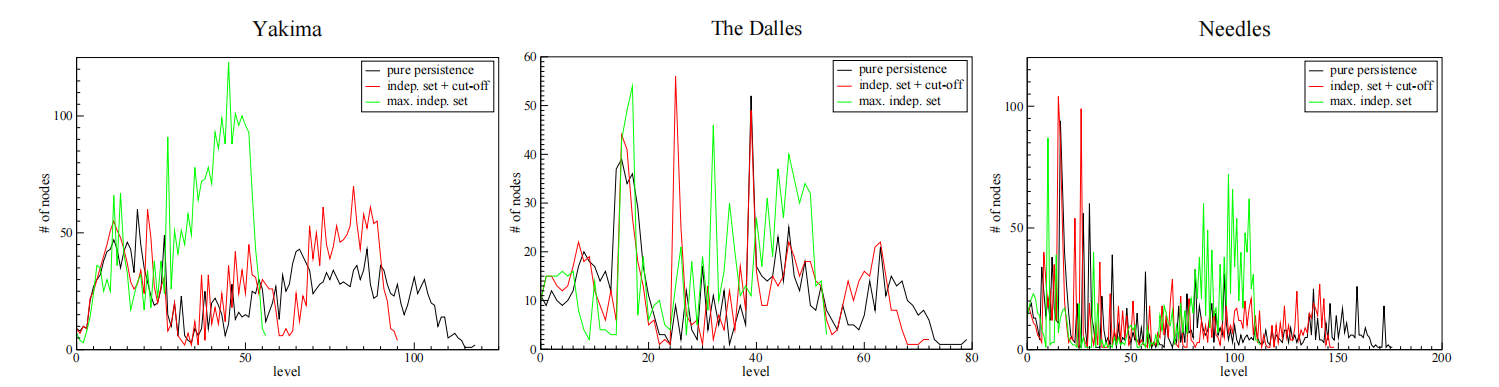 Yakima
pure persistence
indep. set + cut-off
max. indep. set
# of nodes
100
50
0
0
50
100
level
The Dalles
pure persistence
indep. set + cut-off
max. indep. set
# of nodes
60
50
40
30
20
10
0
0
20
40
60
80
level
Needles
pure persistence
indep. set + cut-off
max. indep. set
# of nodes
100
50
0
0
50
100
150
200
level